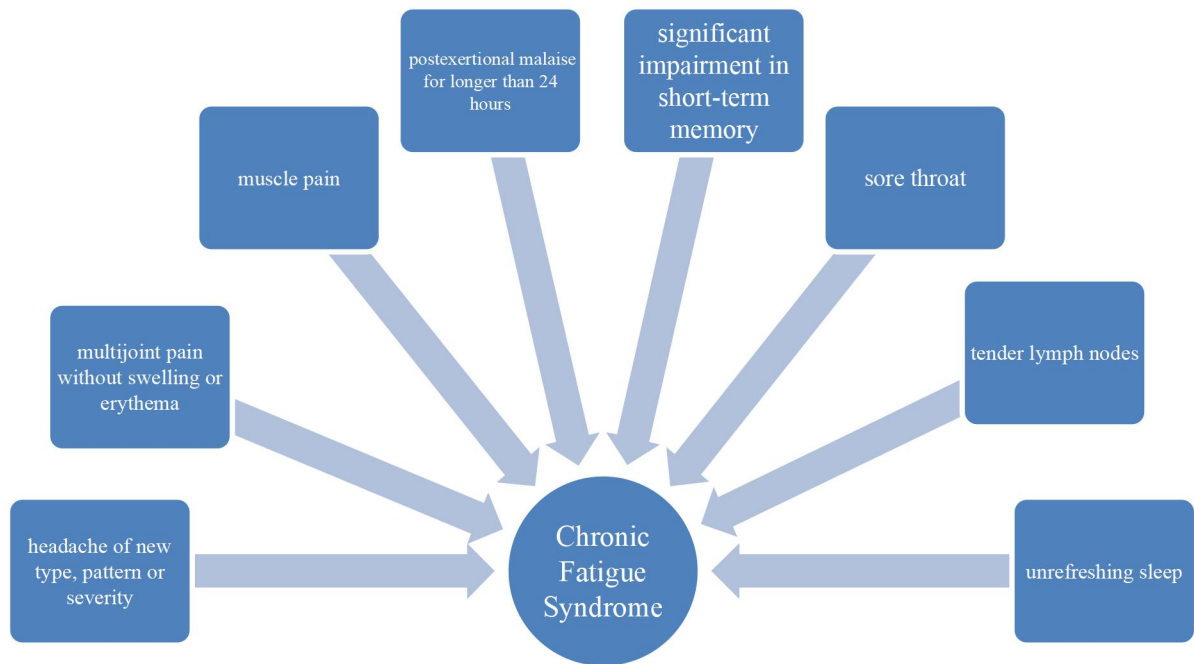 postexertional malaise
for longer than 24
hours
significant
impairment in
short-term
memory
muscle pain
sore throat
multijoint pain
without swelling or
erythema
tender lymph nodes
headache of new
type, pattern or
severity
Chronic
Fatigue
Syndrome
unrefreshing sleep